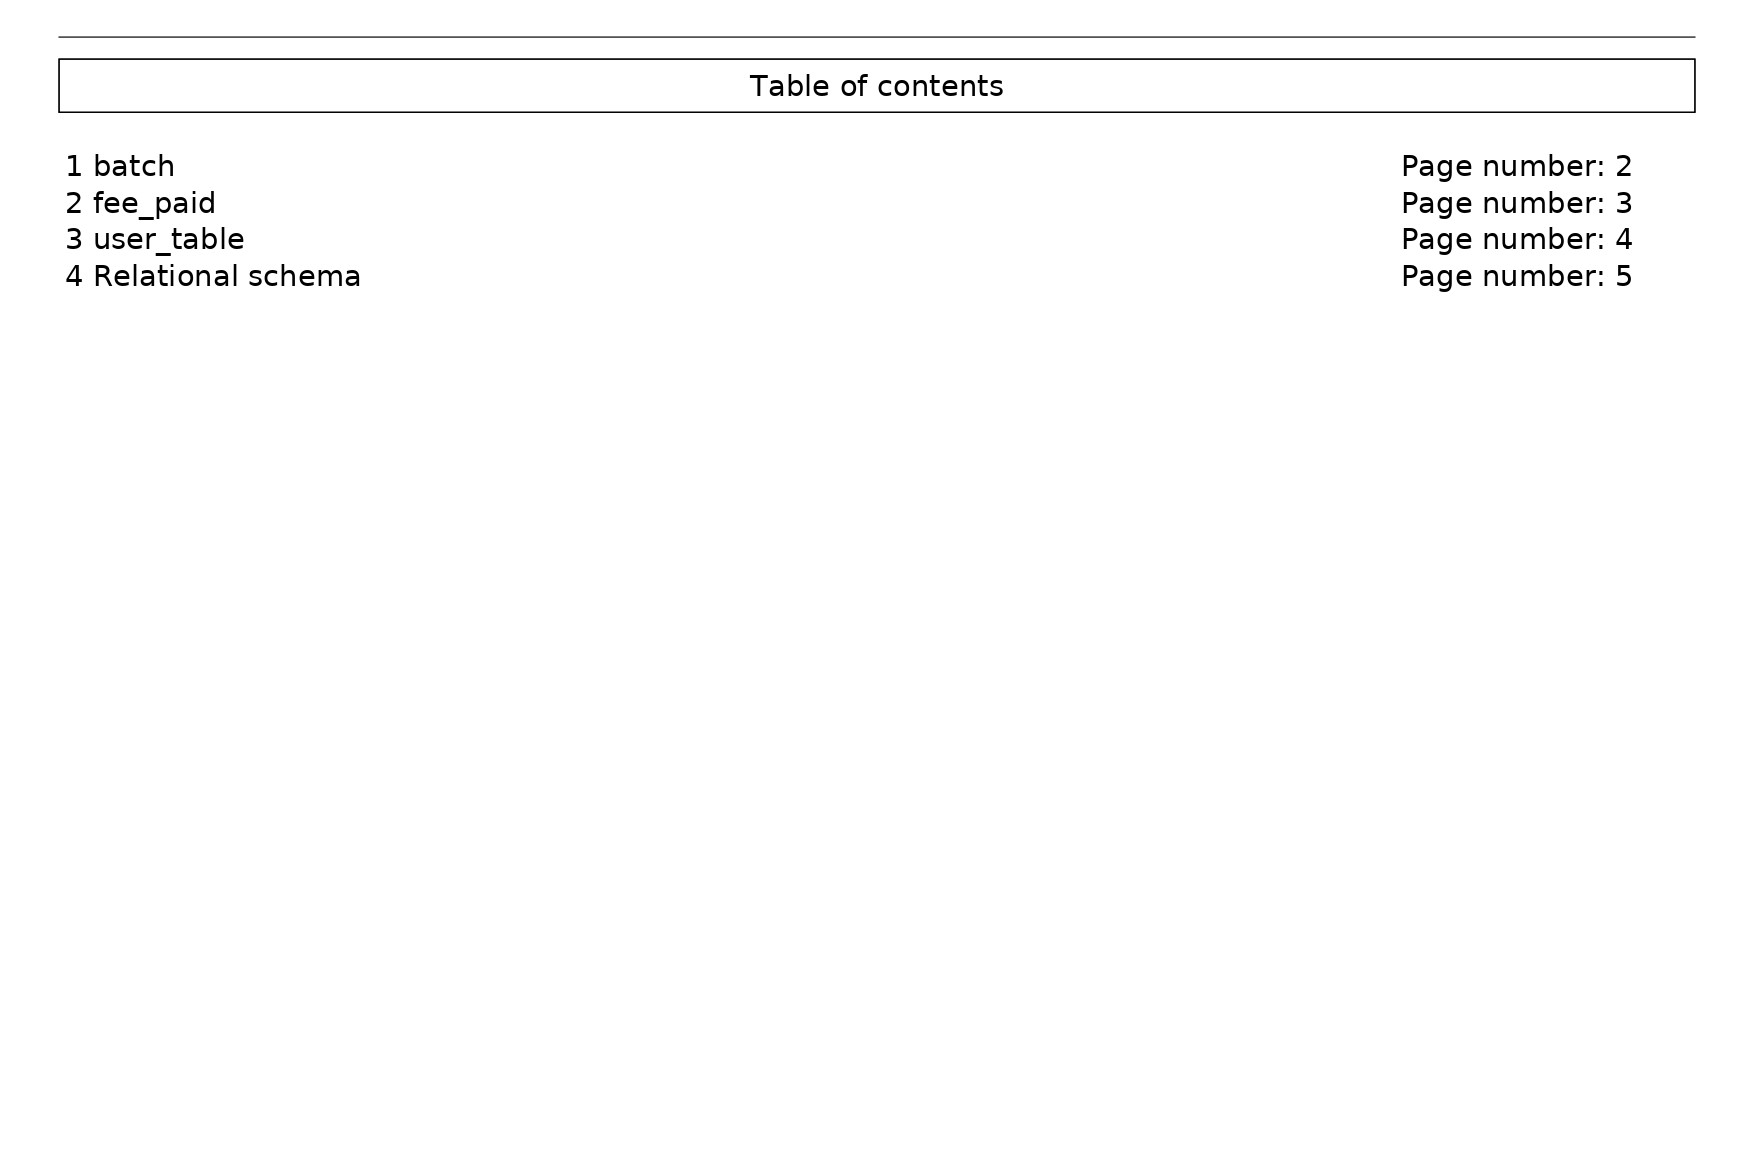 Table of contents
1 batch Page number: 2
2 fee_paid Page number: 3
3 user_table Page number: 4
4 Relational schema Page number: 5